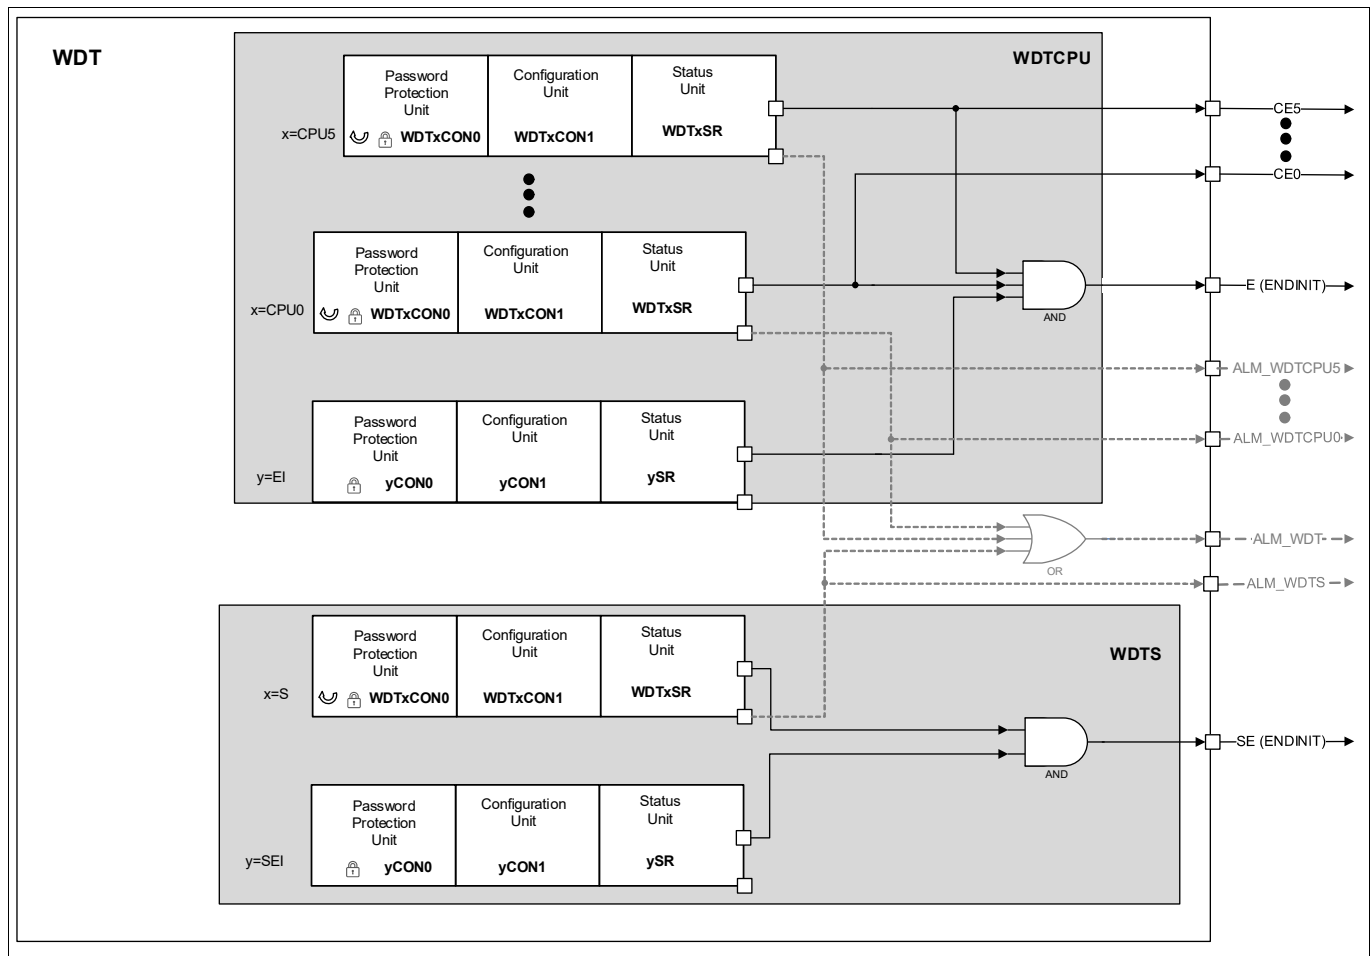 WDT
WDTCPU
Password
Protection
Unit
WDTxCON0
Configuration
Unit
WDTxCON1
Status
Unit
WDTxSR
x=CPU5
CE5
CE0
Password
Protection
Unit
WDTxCON0
Configuration
Unit
WDTxCON1
Status
Unit
WDTxSR
x=CPU0
AND
E (ENDINIT)
ALM_WDTCPU5
ALM_WDTCPU0
Password
Protection
Unit
yCON0
Configuration
Unit
yCON1
Status
Unit
ySR
y=EI
OR
ALM_WDT
ALM_WDTS
WDTS
Password
Protection
Unit
WDTxCON0
Configuration
Unit
WDTxCON1
Status
Unit
WDTxSR
x=S
AND
SE (ENDINIT)
Password
Protection
Unit
yCON0
Configuration
Unit
yCON1
Status
Unit
ySR
y=SEI